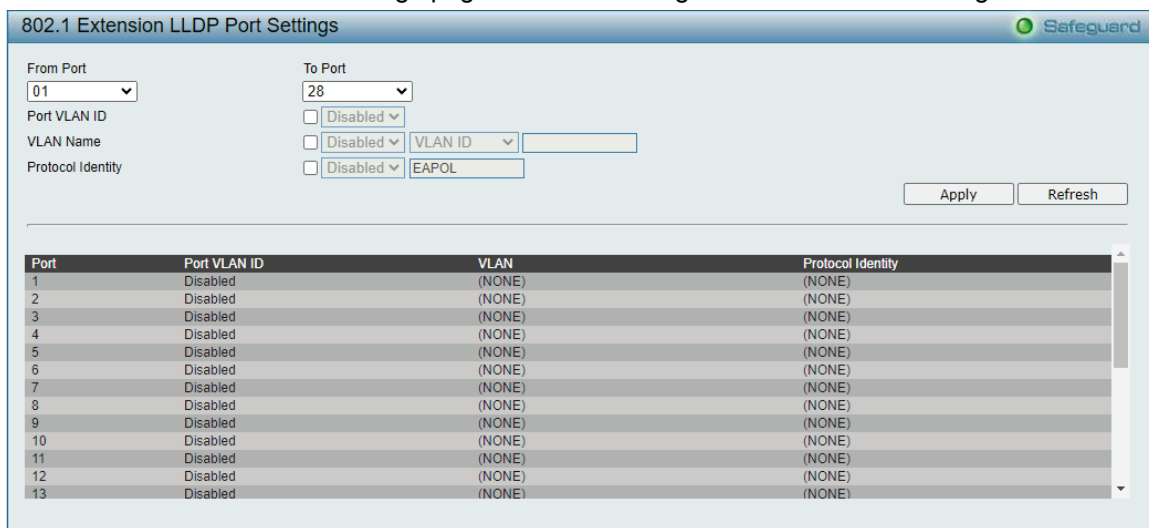 802.1 Extension LLDP Port Settings Safeguard
From Port To Port
01 28
Port VLAN ID Disabled
VLAN Name Disabled VLAN ID
Protocol Identity Disabled EAPOL
Apply Refresh
Port Port VLAN ID VLAN Protocol Identity
1 Disabled (NONE) (NONE)
2 Disabled (NONE) (NONE)
3 Disabled (NONE) (NONE)
4 Disabled (NONE) (NONE)
5 Disabled (NONE) (NONE)
6 Disabled (NONE) (NONE)
7 Disabled (NONE) (NONE)
8 Disabled (NONE) (NONE)
9 Disabled (NONE) (NONE)
10 Disabled (NONE) (NONE)
11 Disabled (NONE) (NONE)
12 Disabled (NONE) (NONE)
13 Disabled (NONE) (NONE)